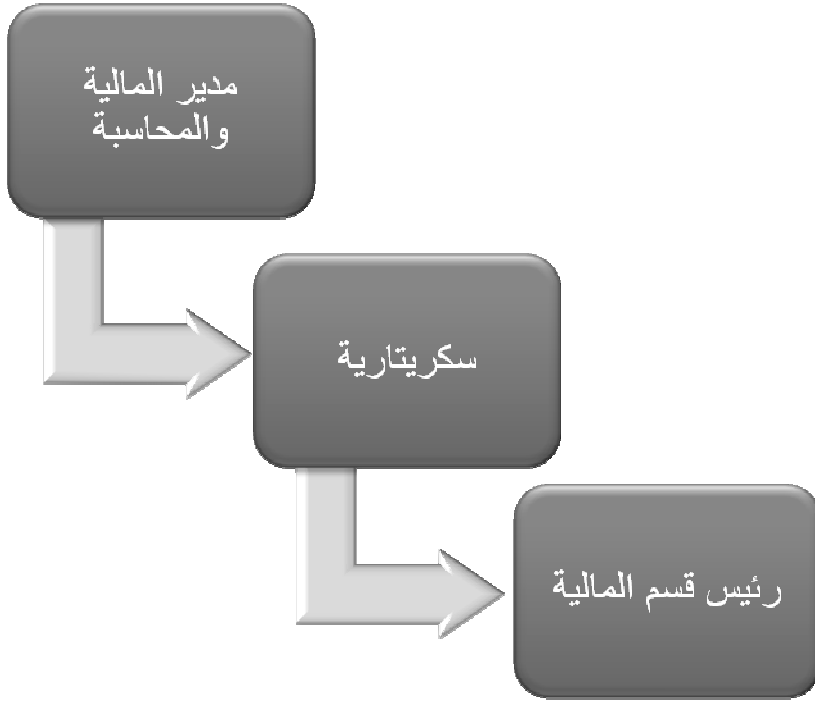 مدير المالية
والمحاسبة
سكريتارية
رئيس قسم المالية